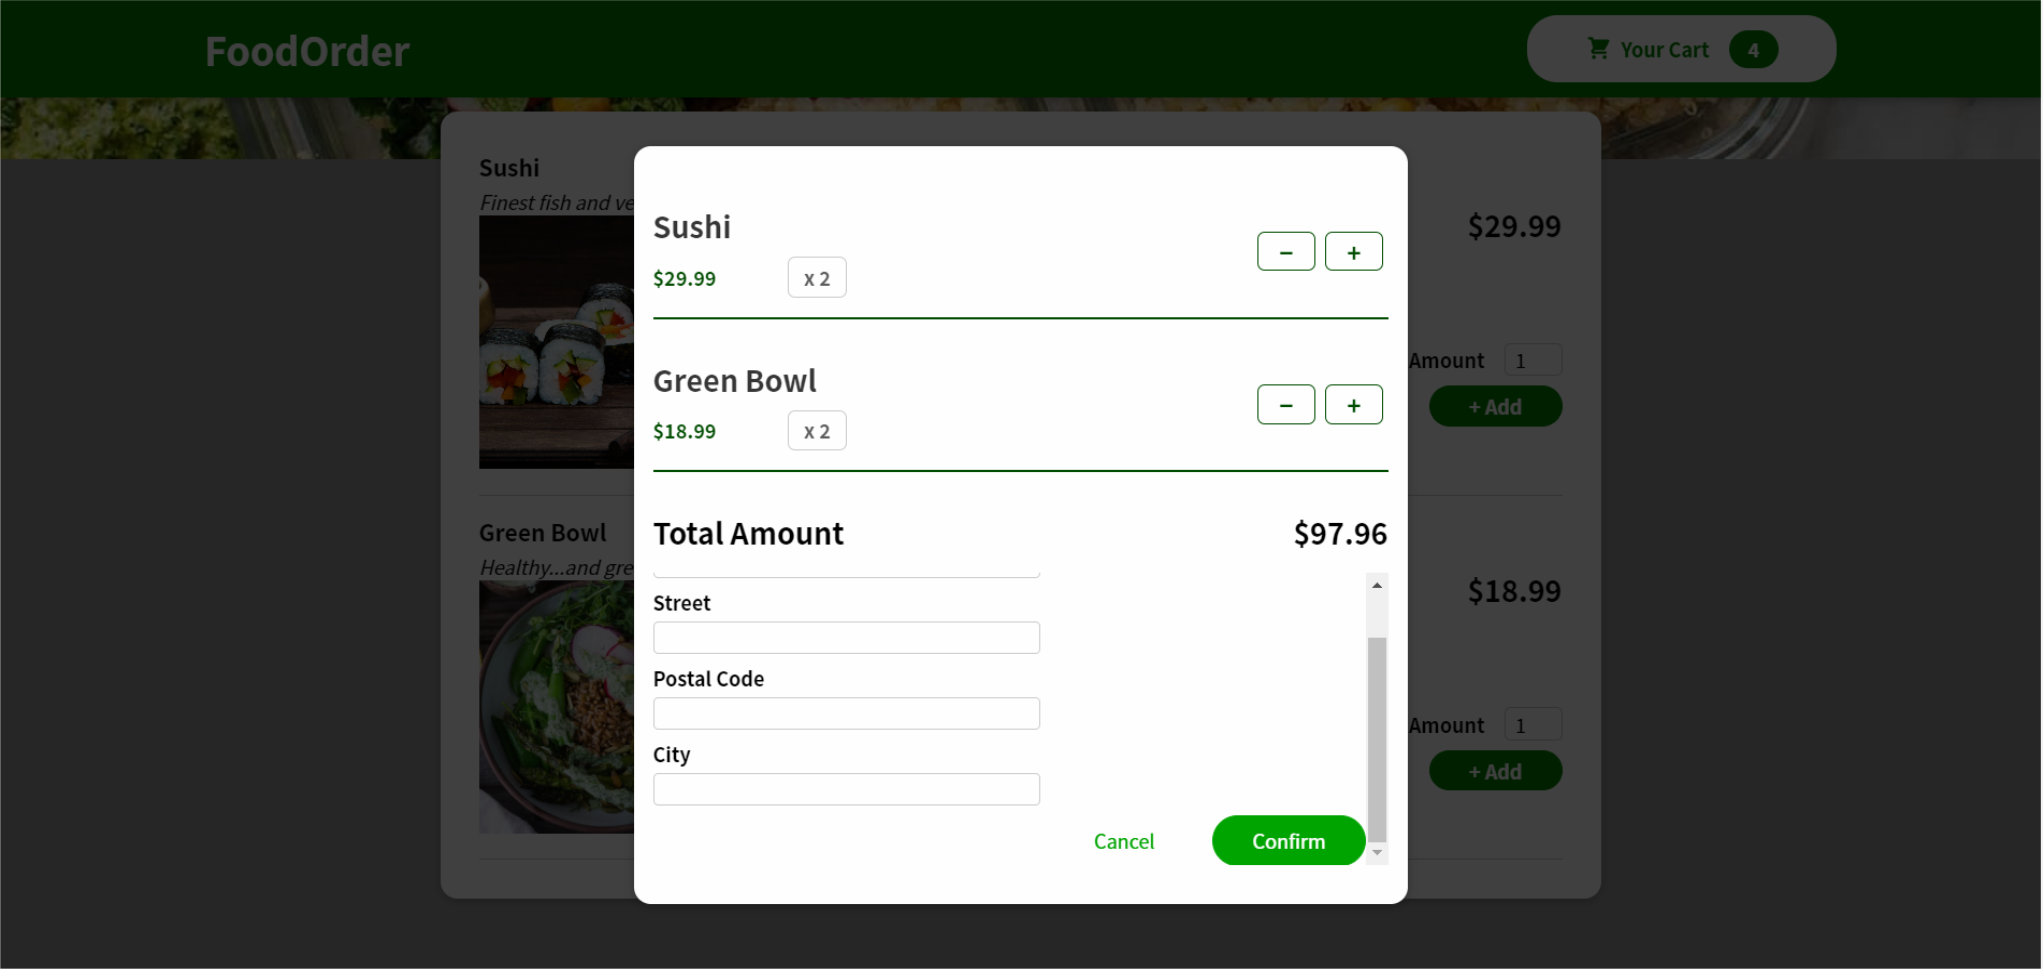 FoodOrder
Your Cart 4
Sushi
Finest fish and ve
$29.99
Amount 1
+ Add
Green Bowl
Healthy...and gre
$18.99
Amount 1
+ Add
Sushi
$29.99 x 2
− +
Green Bowl
$18.99 x 2
− +
Total Amount $97.96
Street
Postal Code
City
Cancel Confirm